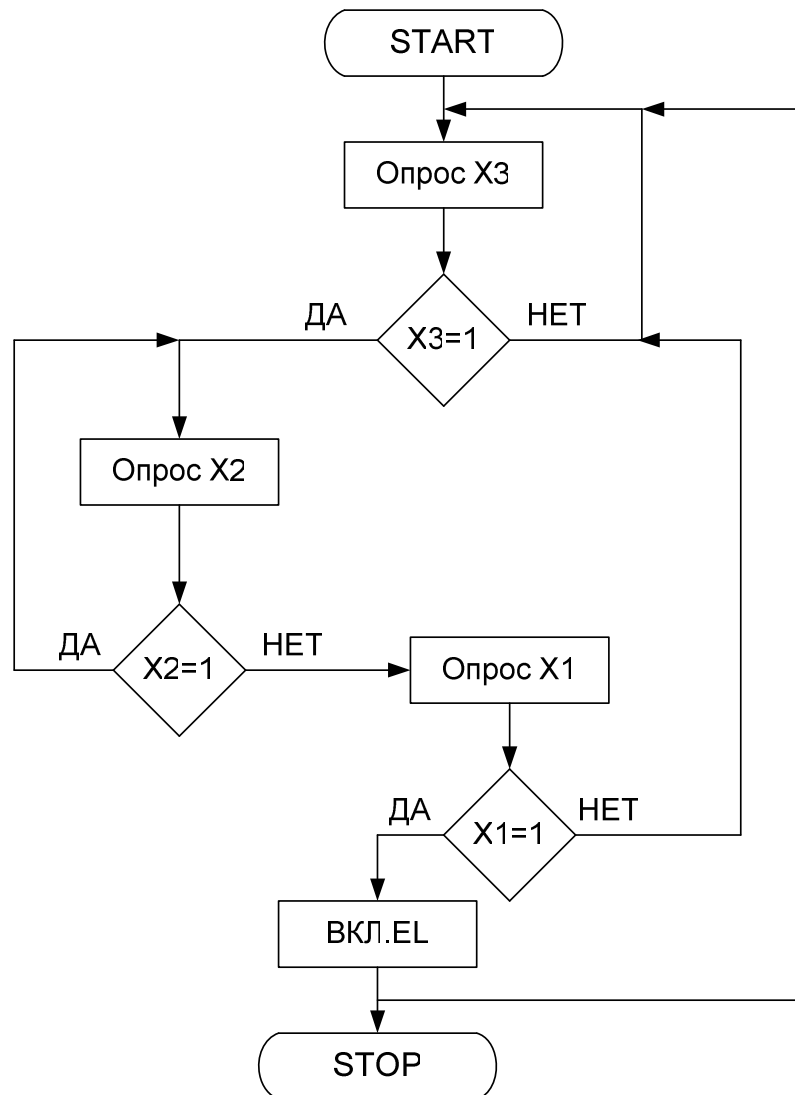 START
Опрос X3
ДА
X3=1
НЕТ
Опрос X2
ДА
X2=1
НЕТ
Опрос X1
ДА
X1=1
НЕТ
ВКЛ.EL
STOP